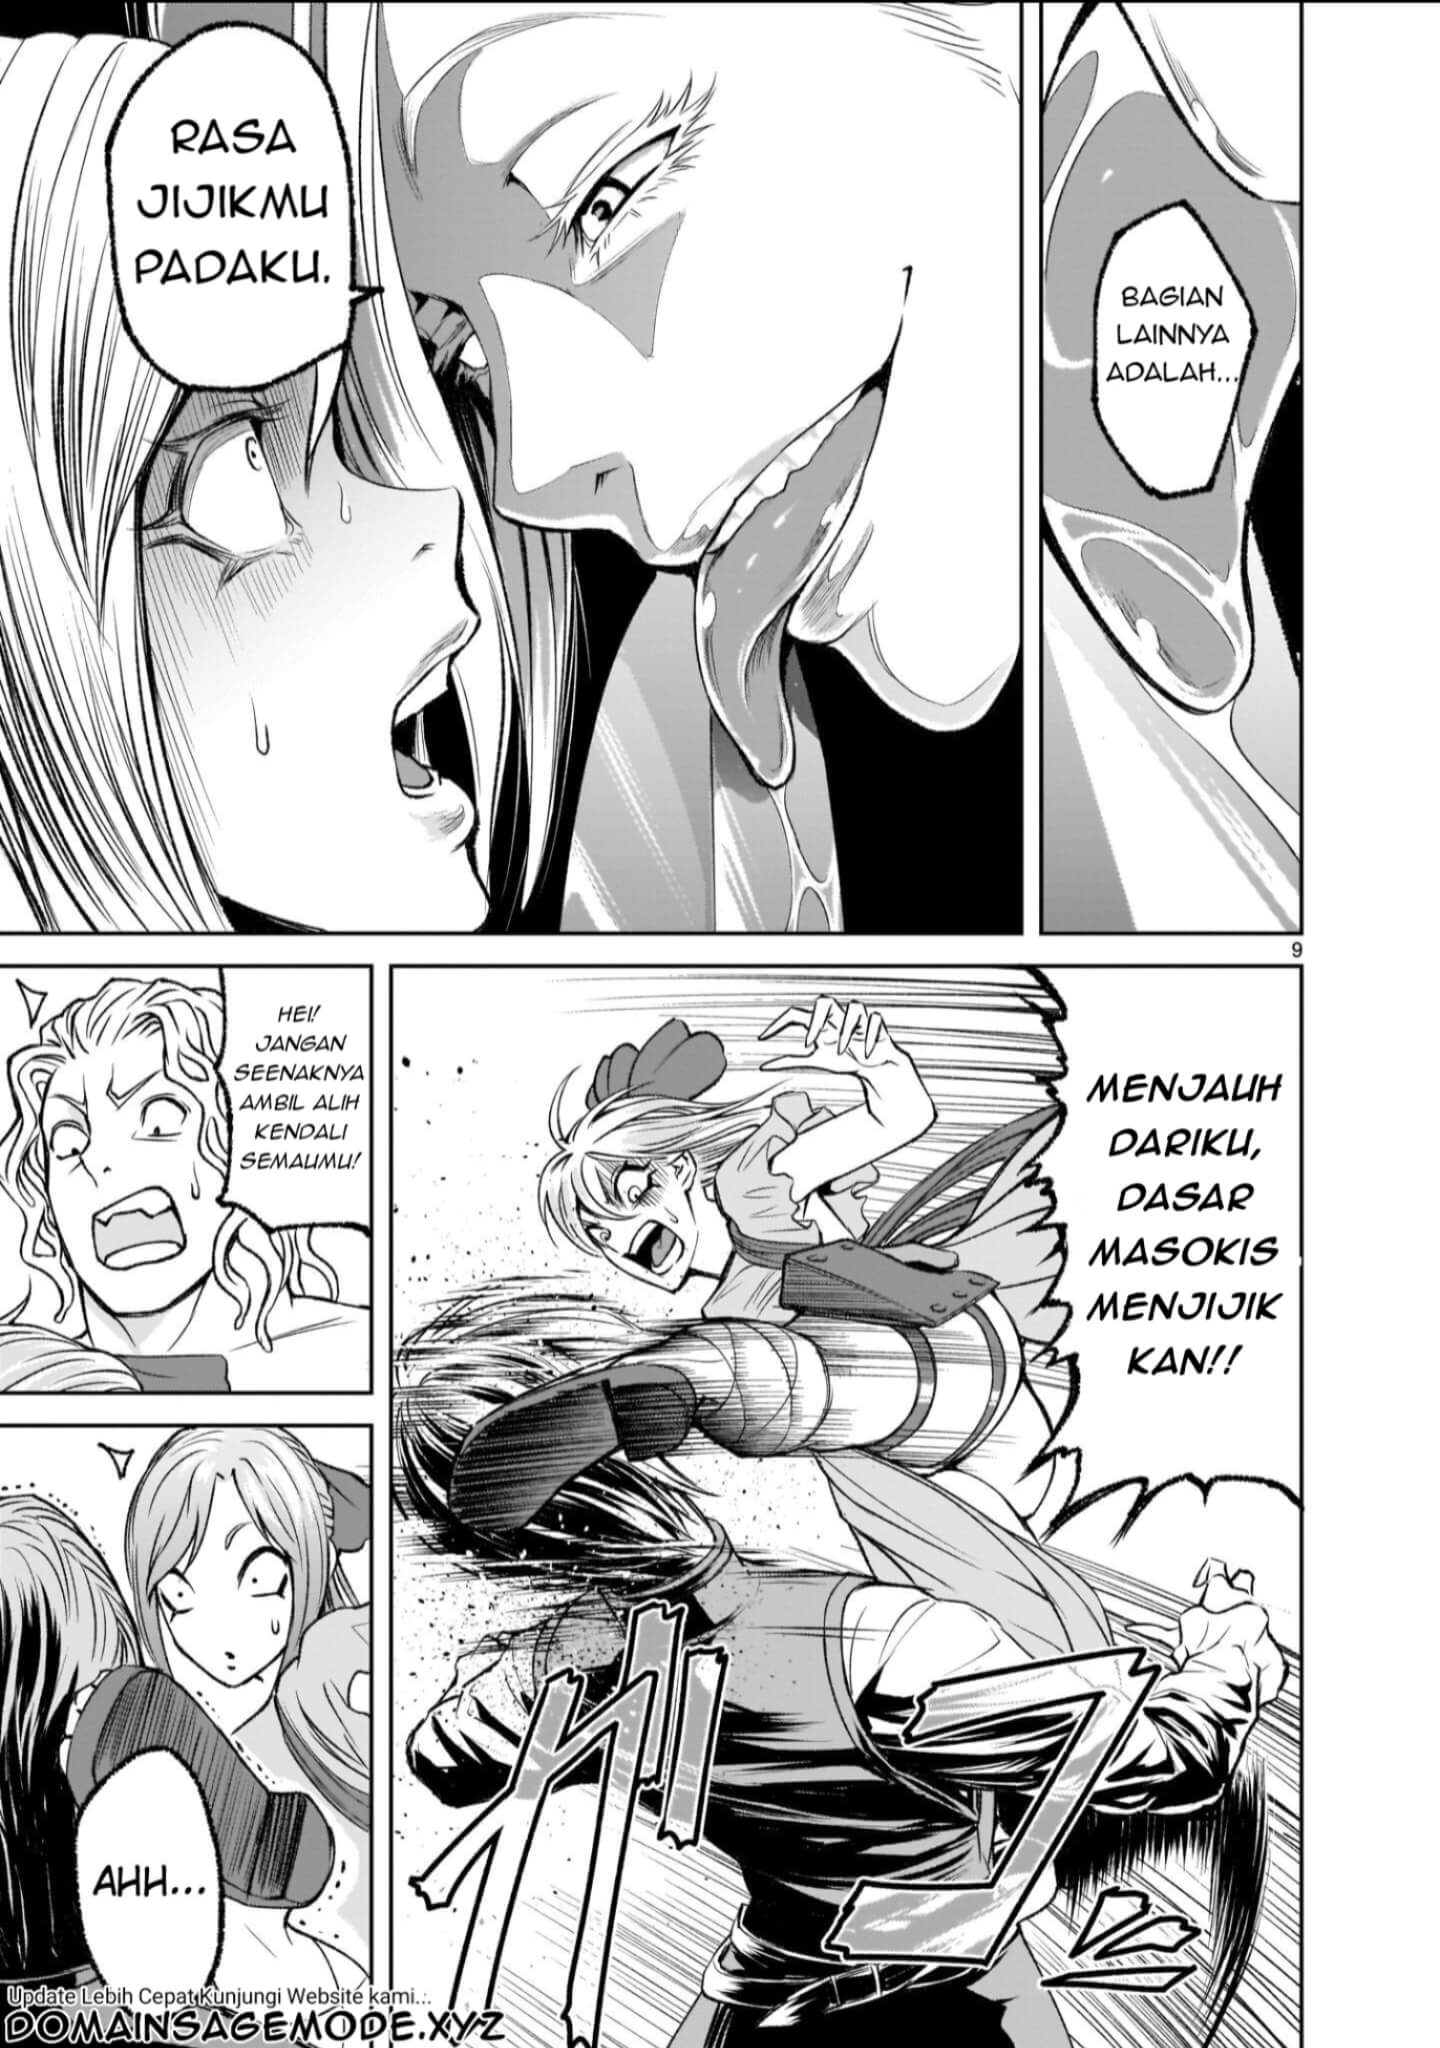 BAGIAN
LAINNYA
ADALAH...
RASA
JIJIKMU
PADAKU.
9
MENJAUH
DARIKU,
DASAR
MASOKIS
MENJIJIK
KAN!!
HEI!
JANGAN
SEENAKNYA
AMBIL ALIH
KENDALI
SEMAUMU!
AHH...
Update Lebih Cepat Kunjungi Website kami...
DOMAINSAGEMODE.XYZ